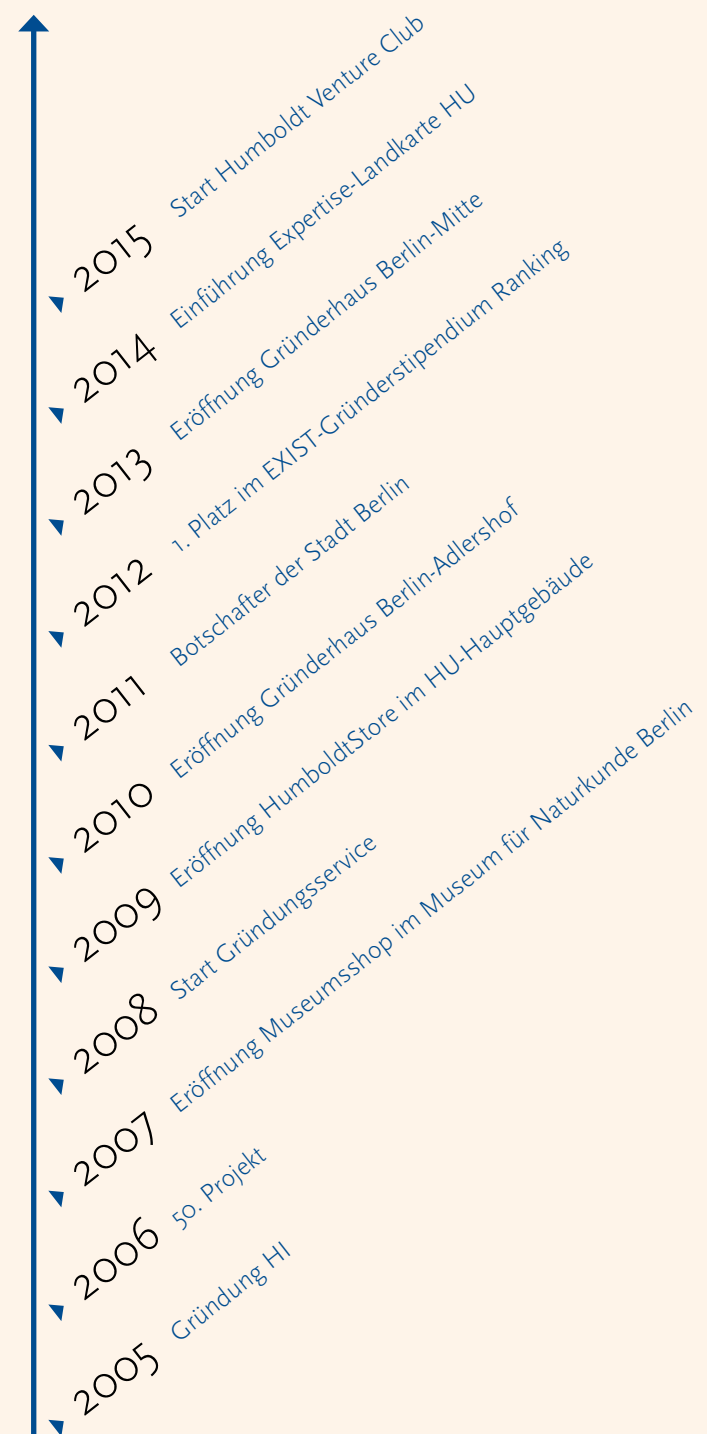 2015 Start Humboldt Venture Club
2014 Einführung Expertise-Landkarte HU
2013 Eröffnung Gründerhaus Berlin-Mitte
2012 1. Platz im EXIST-Gründerstipendium Ranking
2011 Botschafter der Stadt Berlin
2010 Eröffnung Gründerhaus Berlin-Adlershof
2009 Eröffnung HumboldtStore im HU-Hauptgebäude
2008 Start Gründungsservice
2007 Eröffnung Museumsshop im Museum für Naturkunde Berlin
2006 50. Projekt
2005 Gründung HI